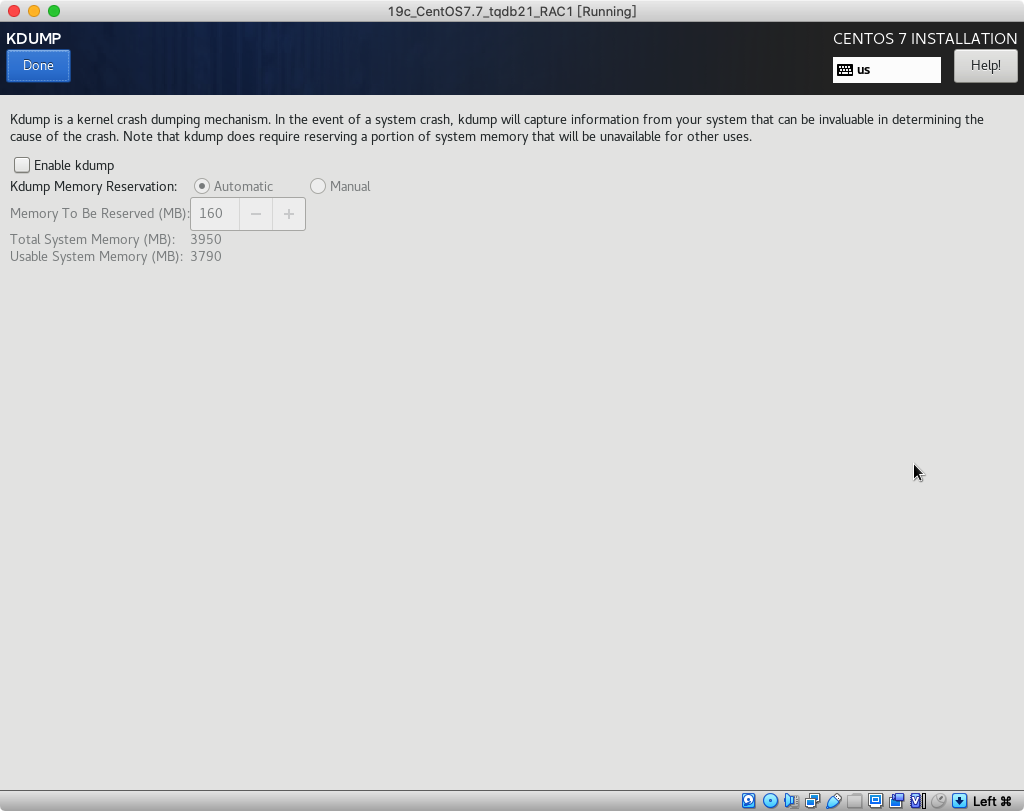 19c_CentOS7.7_tqdb21_RAC1 [Running]
KDUMP
CENTOS 7 INSTALLATION
Done
us
Help!
Kdump is a kernel crash dumping mechanism. In the event of a system crash, kdump will capture information from your system that can be invaluable in determining the
cause of the crash. Note that kdump does require reserving a portion of system memory that will be unavailable for other uses.
Enable kdump
Kdump Memory Reservation: Automatic Manual
Memory To Be Reserved (MB): 160 − +
Total System Memory (MB): 3950
Usable System Memory (MB): 3790
Left ⌘